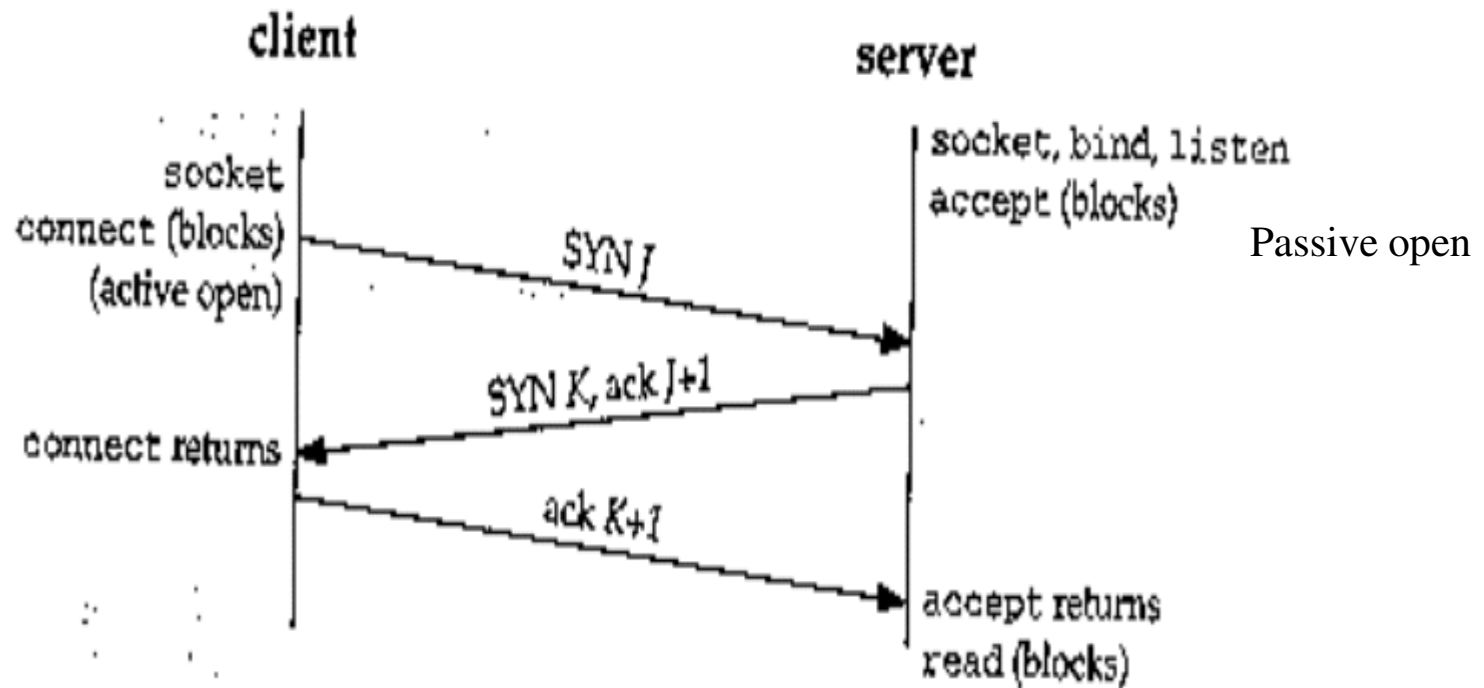 client
server
socket
connect (blocks)
(active open)
socket, bind, listen
accept (blocks)
Passive open
SYN J
SYN K, ack J+1
connect returns
ack K+1
accept returns
read (blocks)